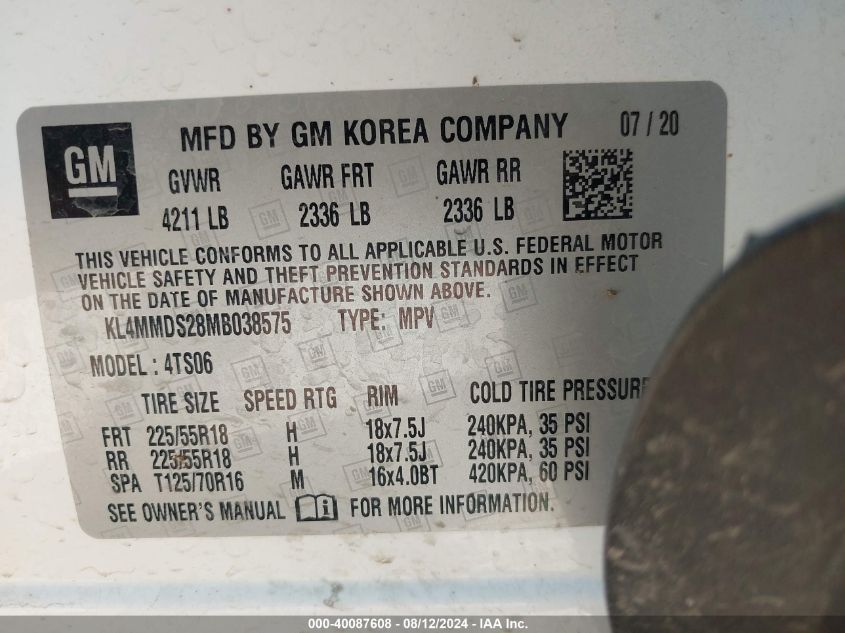 GM
MFD BY GM KOREA COMPANY 07 / 20
GVWR GAWR FRT GAWR RR
4211 LB 2336 LB 2336 LB
THIS VEHICLE CONFORMS TO ALL APPLICABLE U.S. FEDERAL MOTOR
VEHICLE SAFETY AND THEFT PREVENTION STANDARDS IN EFFECT
ON THE DATE OF MANUFACTURE SHOWN ABOVE.
KL4MMDS28MB038575 TYPE: MPV
MODEL : 4TS06
TIRE SIZE SPEED RTG RIM COLD TIRE PRESSURE
FRT 225/55R18 H 18x7.5J 240KPA, 35 PSI
RR 225/55R18 H 18x7.5J 240KPA, 35 PSI
SPA T125/70R16 M 16x4.0BT 420KPA, 60 PSI
SEE OWNER'S MANUAL i FOR MORE INFORMATION.
000-40087608 - 08/12/2024 - IAA Inc.